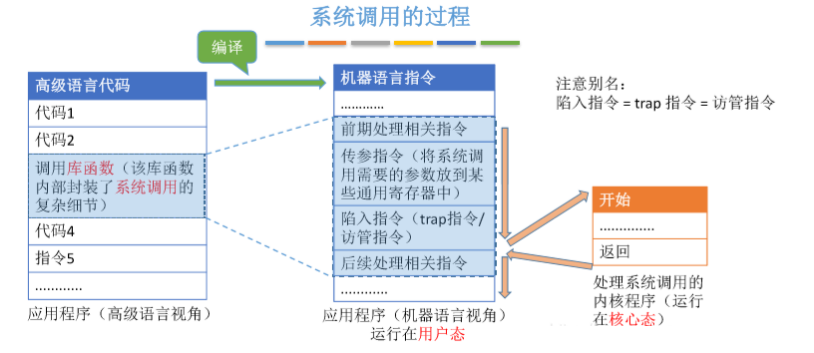 系统调用的过程
编译
高级语言代码
代码1
代码2
调用库函数（该库函数
内部封装了系统调用的
复杂细节）
代码4
指令5
…………
应用程序（高级语言视角）
机器语言指令
…………
前期处理相关指令
传参指令（将系统调
用需要的参数放到某
些通用寄存器中）
陷入指令（trap指令/
访管指令）
后续处理相关指令
…………
应用程序（机器语言视角）
运行在用户态
注意别名：
陷入指令 = trap 指令 = 访管指令
开始
…………..
返回
处理系统调用的
内核程序（运行
在核心态）